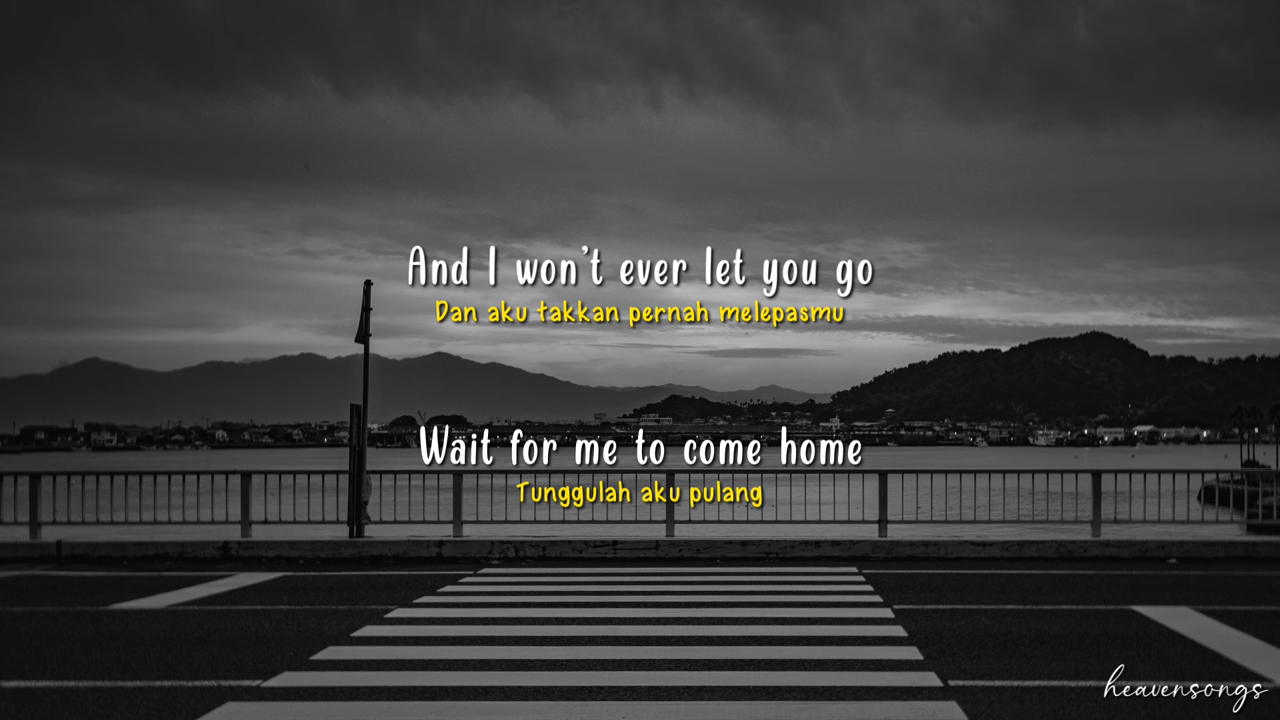 And I won't ever let you go
Dan aku takkan pernah melepasmu
Wait for me to come home
Tunggulah aku pulang
heavensongs